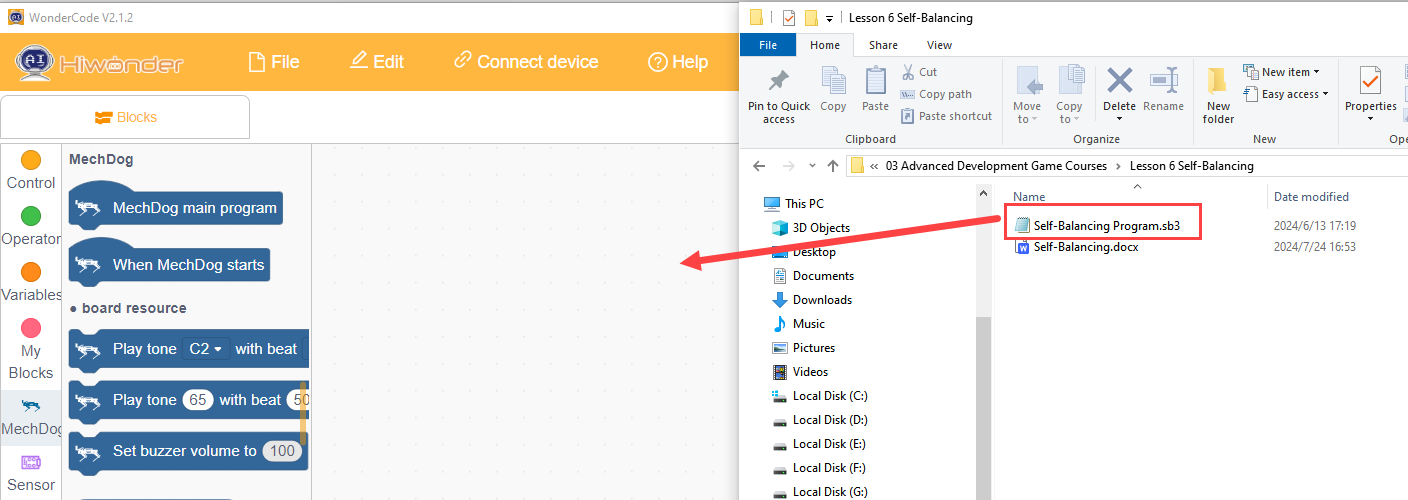 WonderCode V2.1.2
AI Hiwonder
File
Edit
Connect device
Help
Blocks
Control
Operator
Variables
My Blocks
MechDog
Sensor
MechDog
MechDog main program
When MechDog starts
● board resource
Play tone C2 with beat
Play tone 65 with beat 50
Set buzzer volume to 100
Lesson 6 Self-Balancing
File
Home
Share
View
Pin to Quick access
Copy
Paste
Cut
Copy path
Paste shortcut
Clipboard
Move to
Copy to
Delete
Rename
Organize
New folder
New item
Easy access
New
Properties
Ope
« 03 Advanced Development Game Courses > Lesson 6 Self-Balancing
This PC
3D Objects
Desktop
Documents
Downloads
Music
Pictures
Videos
Local Disk (C:)
Local Disk (D:)
Local Disk (E:)
Local Disk (F:)
Local Disk (G:)
Name
Date modified
Self-Balancing Program.sb3
2024/6/13 17:19
Self-Balancing.docx
2024/7/24 16:53